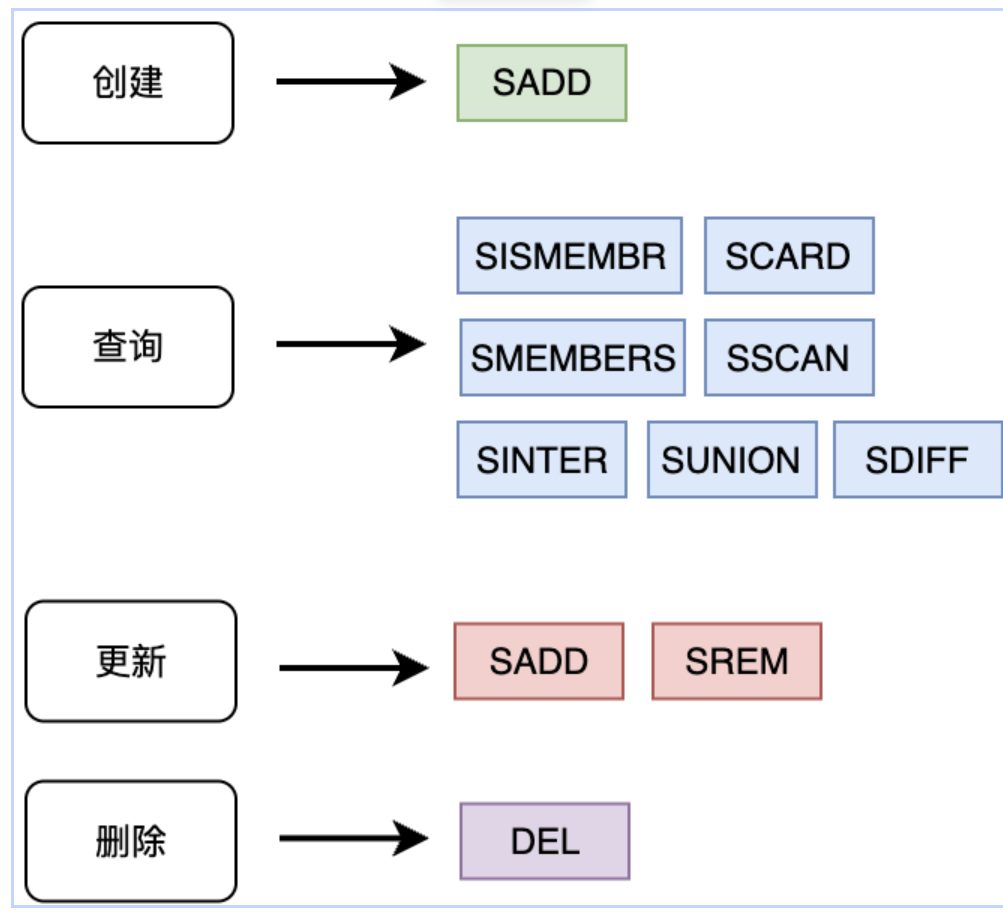 创建
SADD
查询
SISMEMBR
SCARD
SMEMBERS
SSCAN
SINTER
SUNION
SDIFF
更新
SADD
SREM
删除
DEL